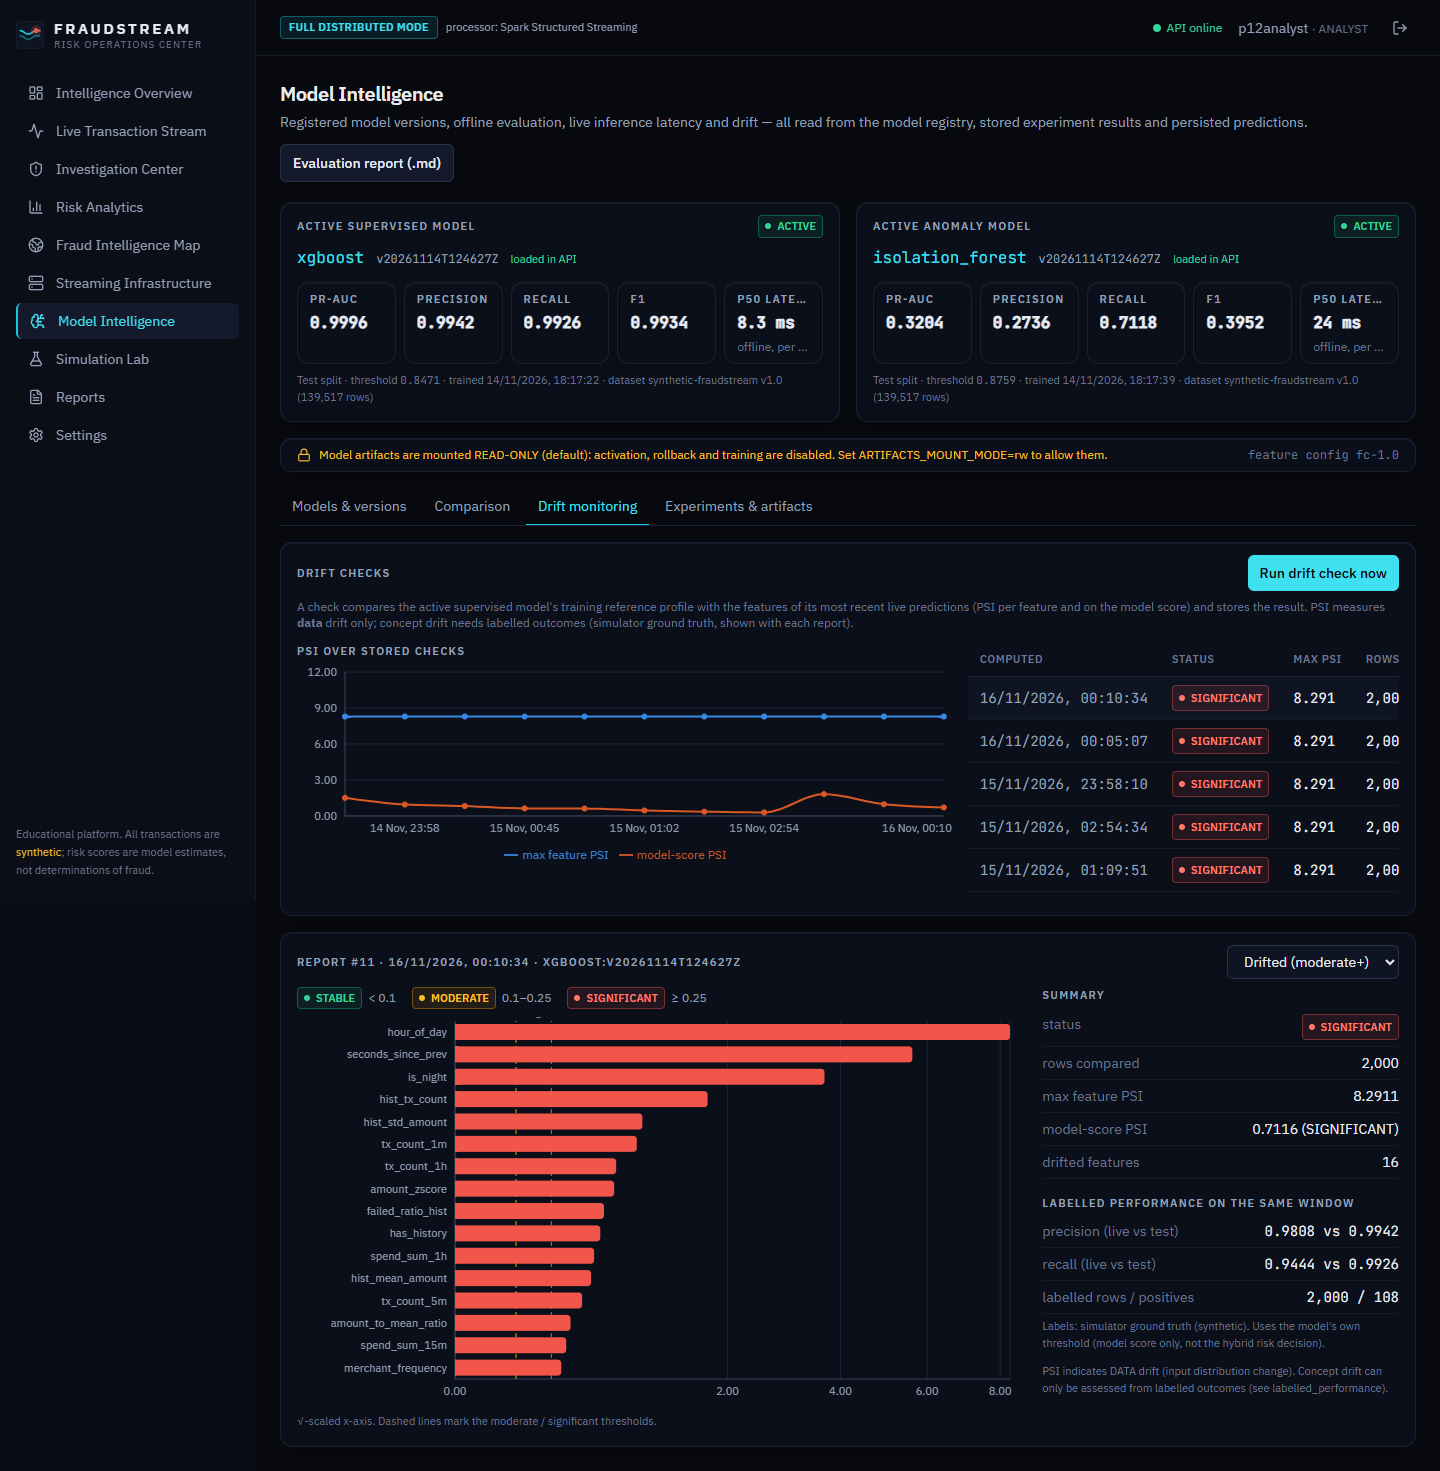 FRAUDSTREAM
RISK OPERATIONS CENTER
Intelligence Overview
Live Transaction Stream
Investigation Center
Risk Analytics
Fraud Intelligence Map
Streaming Infrastructure
Model Intelligence
Simulation Lab
Reports
Settings
Educational platform. All transactions are
synthetic; risk scores are model estimates,
not determinations of fraud.
FULL DISTRIBUTED MODE processor: Spark Structured Streaming
API online p12analyst · ANALYST
Model Intelligence
Registered model versions, offline evaluation, live inference latency and drift — all read from the model registry, stored experiment results and persisted predictions.
Evaluation report (.md)
ACTIVE SUPERVISED MODEL ACTIVE
xgboost v20261114T124627Z loaded in API
PR-AUC PRECISION RECALL F1 P50 LATE…
0.9996 0.9942 0.9926 0.9934 8.3 ms
offline, per …
Test split · threshold 0.8471 · trained 14/11/2026, 18:17:22 · dataset synthetic-fraudstream v1.0
(139,517 rows)
ACTIVE ANOMALY MODEL ACTIVE
isolation_forest v20261114T124627Z loaded in API
PR-AUC PRECISION RECALL F1 P50 LATE…
0.3204 0.2736 0.7118 0.3952 24 ms
offline, per …
Test split · threshold 0.8759 · trained 14/11/2026, 18:17:39 · dataset synthetic-fraudstream v1.0
(139,517 rows)
Model artifacts are mounted READ-ONLY (default): activation, rollback and training are disabled. Set ARTIFACTS_MOUNT_MODE=rw to allow them. feature config fc-1.0
Models & versions Comparison Drift monitoring Experiments & artifacts
DRIFT CHECKS Run drift check now
A check compares the active supervised model's training reference profile with the features of its most recent live predictions (PSI per feature and on the model score) and stores the result. PSI measures
data drift only; concept drift needs labelled outcomes (simulator ground truth, shown with each report).
PSI OVER STORED CHECKS
12.00
9.00
6.00
3.00
0.00
14 Nov, 23:58 15 Nov, 00:45 15 Nov, 01:02 15 Nov, 02:54 16 Nov, 00:10
max feature PSI model-score PSI
COMPUTED STATUS MAX PSI ROWS
16/11/2026, 00:10:34 SIGNIFICANT 8.291 2,00
16/11/2026, 00:05:07 SIGNIFICANT 8.291 2,00
15/11/2026, 23:58:10 SIGNIFICANT 8.291 2,00
15/11/2026, 02:54:34 SIGNIFICANT 8.291 2,00
15/11/2026, 01:09:51 SIGNIFICANT 8.291 2,00
REPORT #11 · 16/11/2026, 00:10:34 · XGBOOST:V20261114T124627Z Drifted (moderate+)
STABLE < 0.1 MODERATE 0.1–0.25 SIGNIFICANT ≥ 0.25
hour_of_day
seconds_since_prev
is_night
hist_tx_count
hist_std_amount
tx_count_1m
tx_count_1h
amount_zscore
failed_ratio_hist
has_history
spend_sum_1h
hist_mean_amount
tx_count_5m
amount_to_mean_ratio
spend_sum_15m
merchant_frequency
0.00 2.00 4.00 6.00 8.00
√-scaled x-axis. Dashed lines mark the moderate / significant thresholds.
SUMMARY
status SIGNIFICANT
rows compared 2,000
max feature PSI 8.2911
model-score PSI 0.7116 (SIGNIFICANT)
drifted features 16
LABELLED PERFORMANCE ON THE SAME WINDOW
precision (live vs test) 0.9808 vs 0.9942
recall (live vs test) 0.9444 vs 0.9926
labelled rows / positives 2,000 / 108
Labels: simulator ground truth (synthetic). Uses the model's own
threshold (model score only, not the hybrid risk decision).
PSI indicates DATA drift (input distribution change). Concept drift can
only be assessed from labelled outcomes (see labelled_performance).